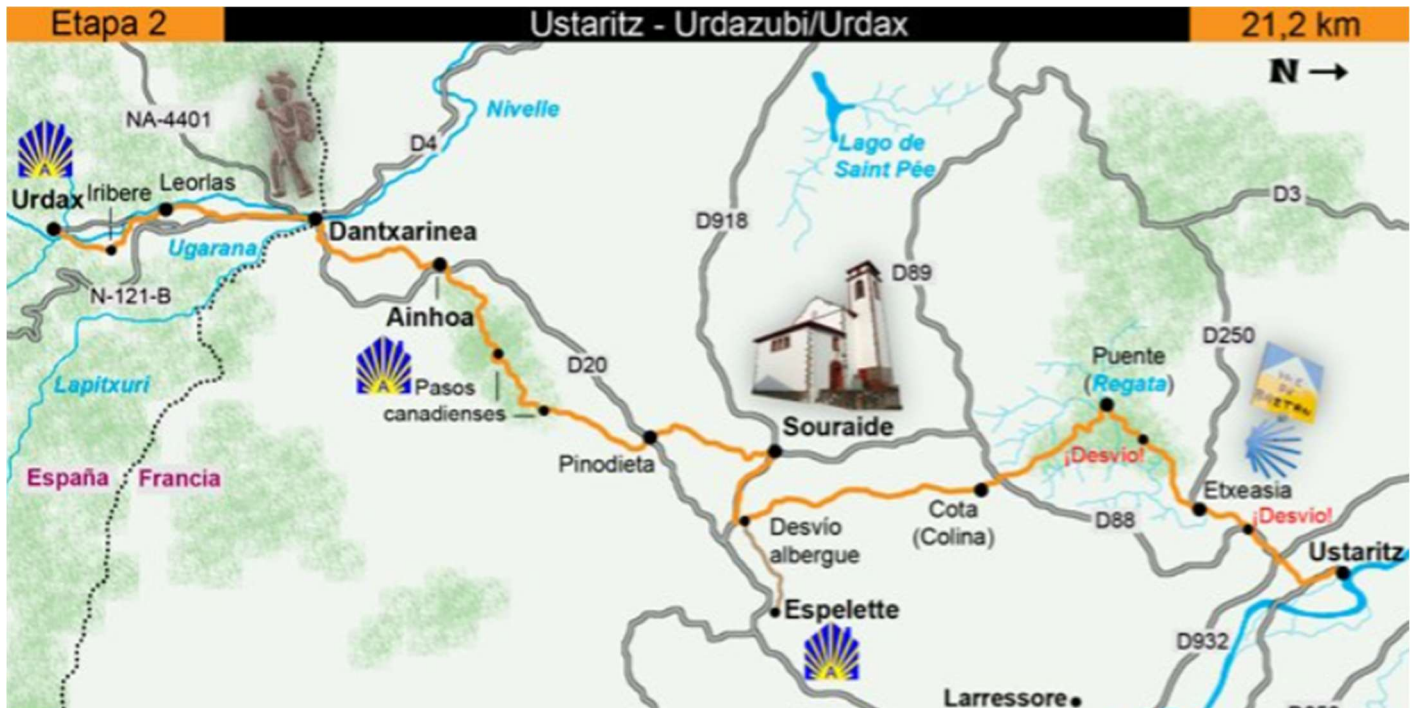 Etapa 2
Ustaritz - Urdazubi/Urdax
21,2 km
N
NA-4401
Nivelle
D4
Lago de
Saint Pée
A
Urdax
Iribere
Leorlas
D3
D918
Dantxarinea
Ugarana
D89
N-121-B
Ainhoa
D250
Puente
(Regata)
D20
Lapitxuri
A
Pasos
canadienses
Souraide
¡Desvio!
Pinodieta
España
Francia
Etxeasia
Cota
(Colina)
D88
¡Desvio!
Desvío
albergue
Ustaritz
Espelette
A
D932
Larressore